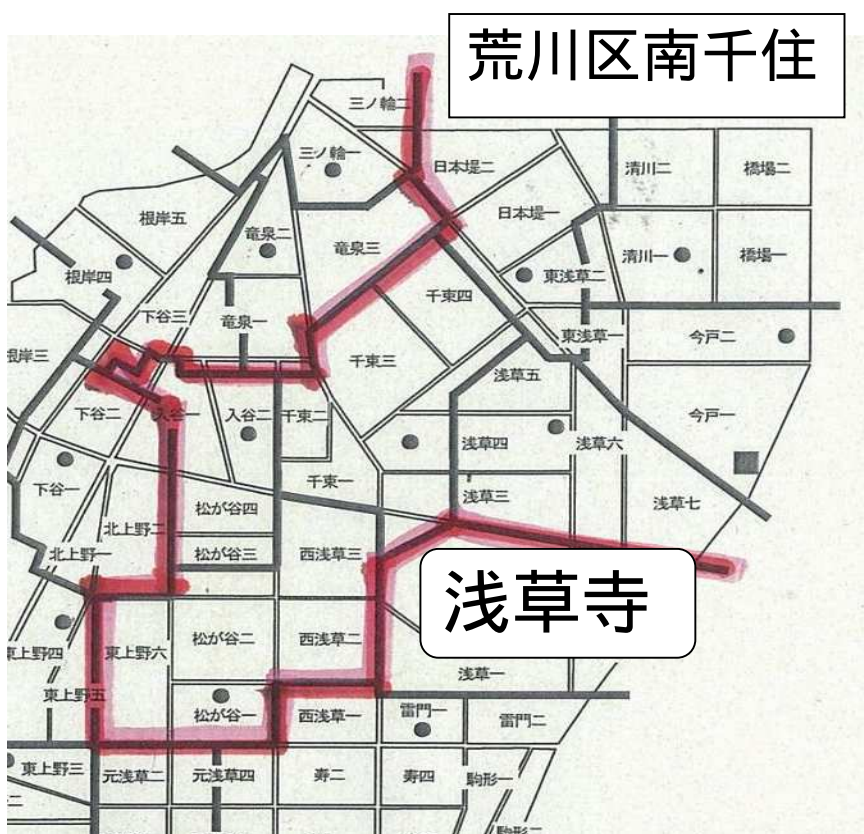 荒川区南千住
三ノ輪二
三ノ輪一
日本堤二
清川二
橋場二
根岸五
日本堤一
竜泉二
竜泉三
清川一
橋場一
根岸四
東浅草二
千束四
下谷三
竜泉一
東浅草一
今戸二
根岸三
千束三
浅草五
下谷二
入谷一
入谷二
千束二
今戸一
浅草四
浅草六
下谷一
千束一
浅草三
浅草七
松が谷四
北上野二
北上野一
松が谷三
西浅草三
浅草寺
東上野四
東上野六
松が谷二
西浅草二
浅草一
東上野五
松が谷一
西浅草一
雷門一
雷門二
東上野三
元浅草二
元浅草四
寿二
寿四
駒形一
二
駒形二